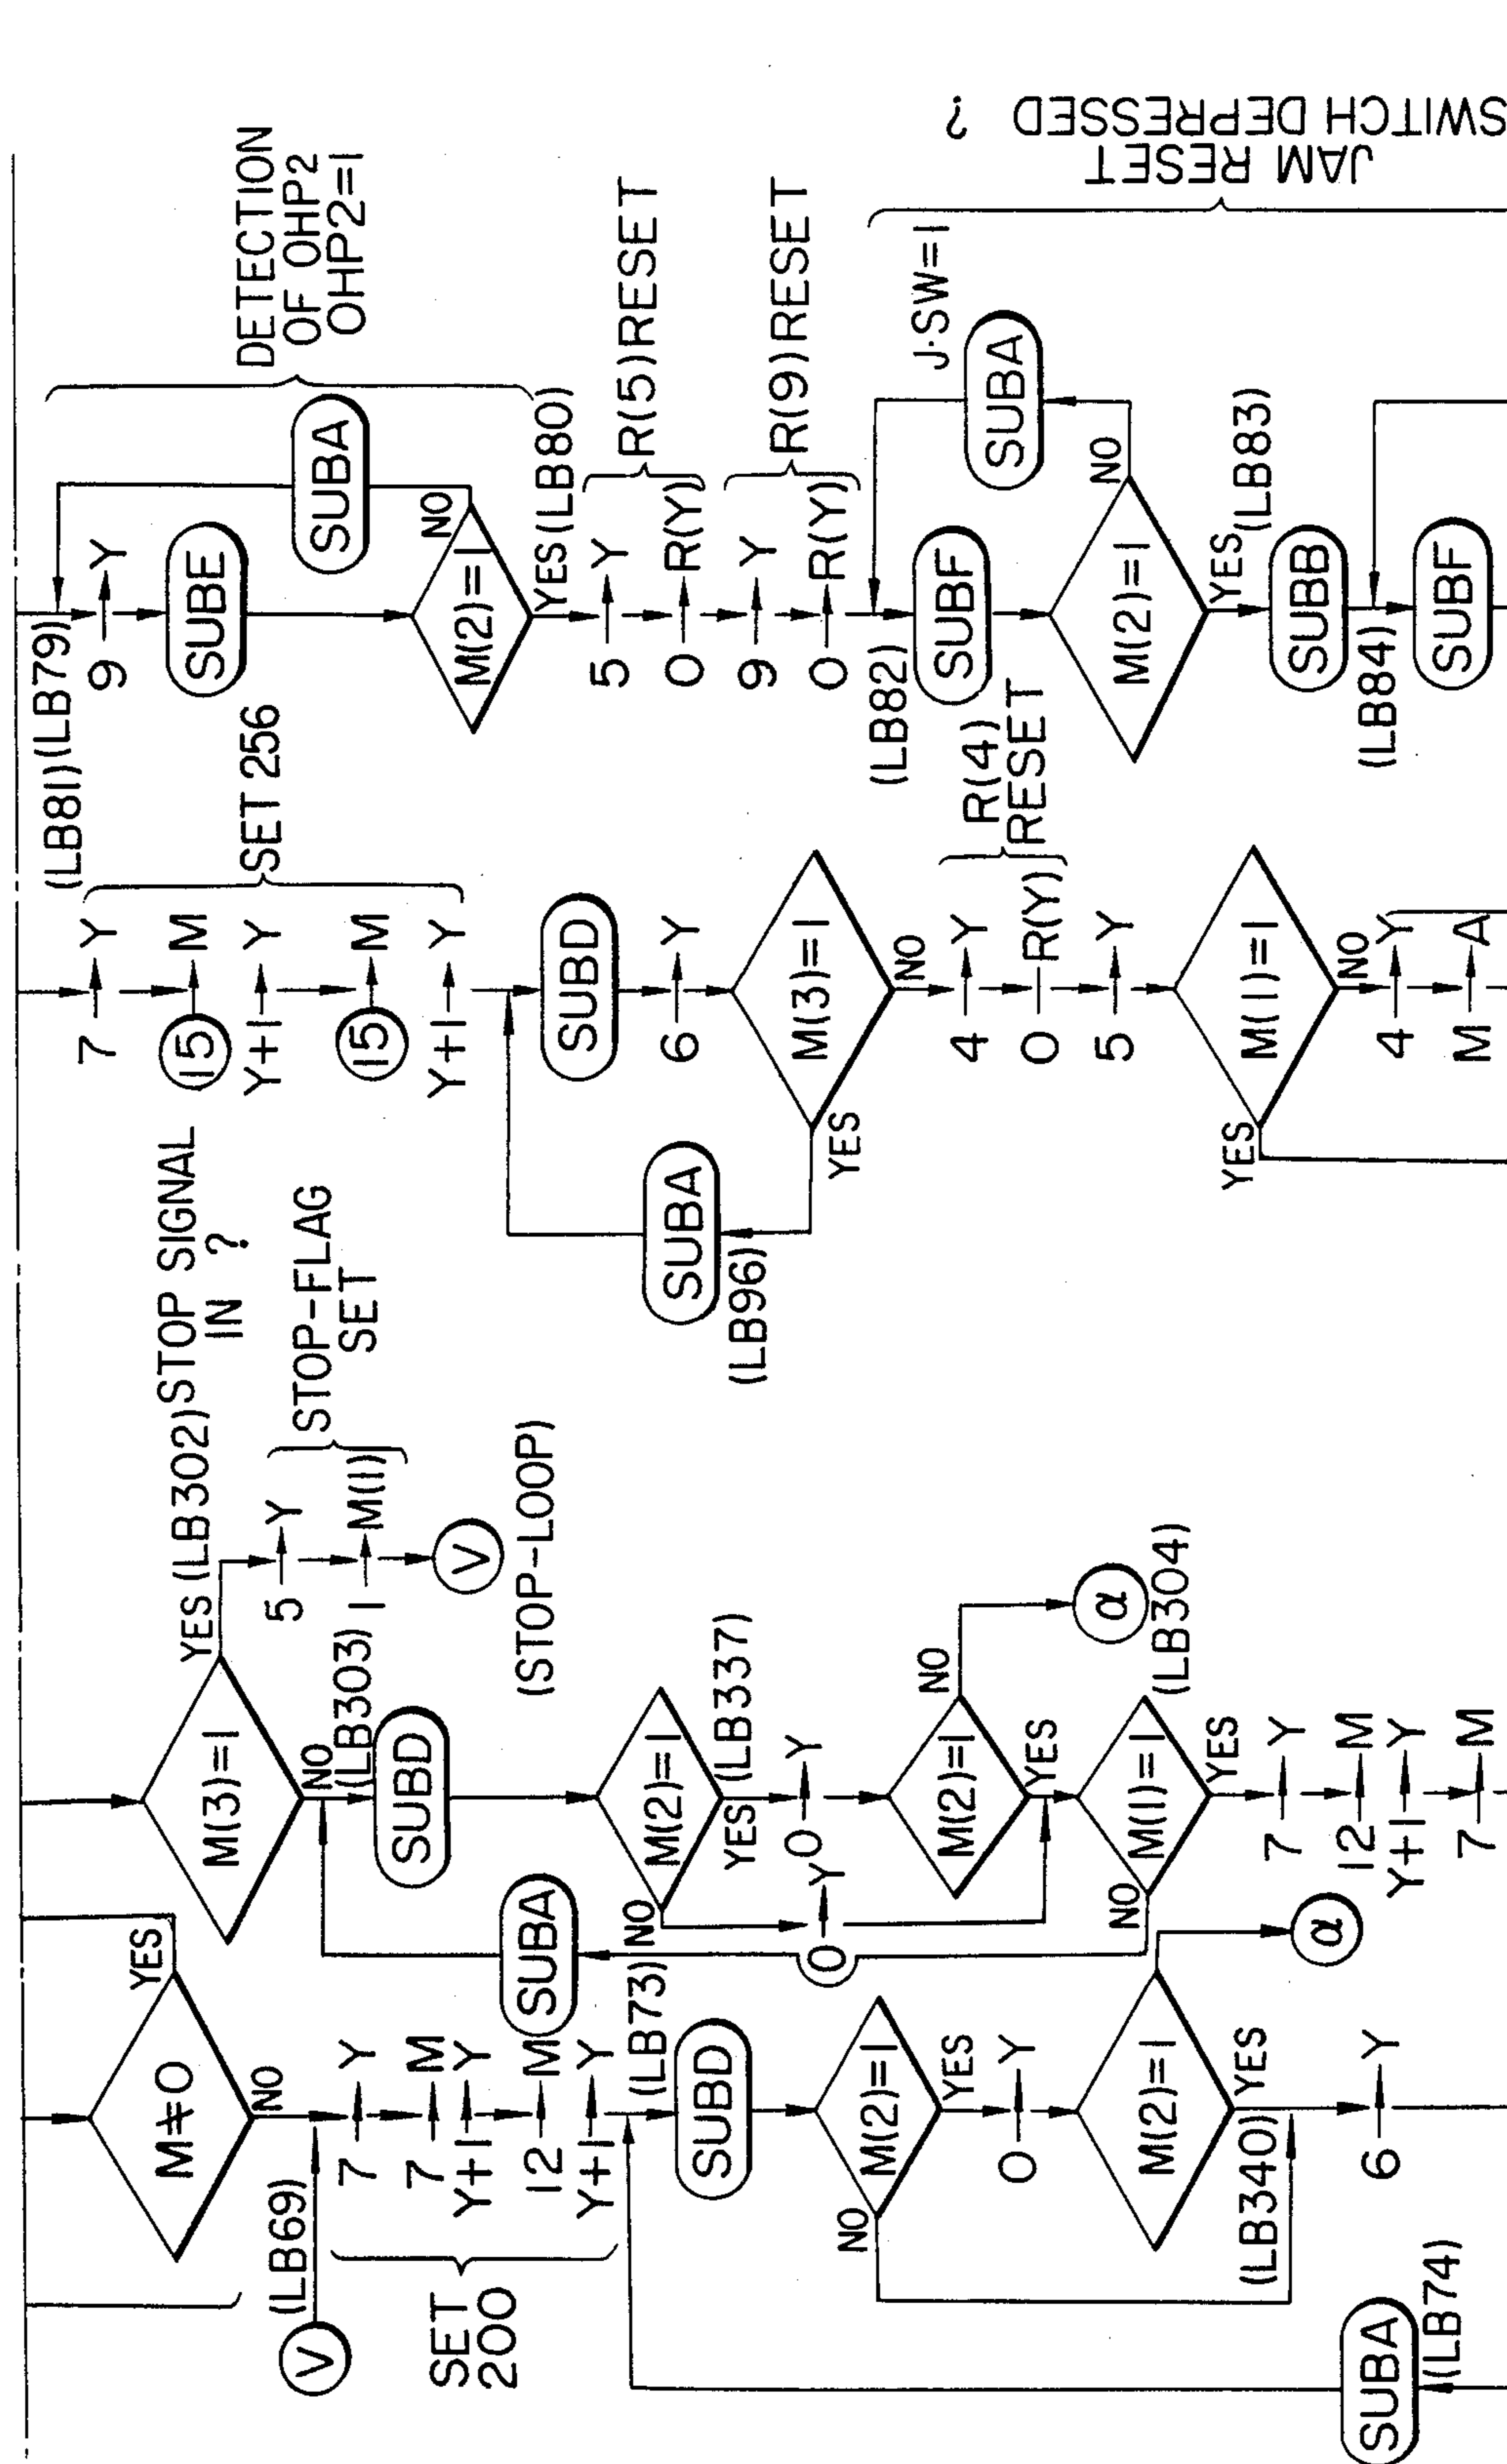 M≠0
YES
NO
(LB69)
V
7→Y
7→M
Y+1→Y
12→M
Y+1→Y
SET
200
(LB73)
SUBD
M(2)=1
NO
YES
0→Y
M(2)=1
YES
(LB340)
α
6→Y
SUBA
(LB74)
M(3)=1
YES (LB302)
STOP SIGNAL
IN ?
5→Y
1→M(1)
STOP-FLAG
SET
V
(STOP-LOOP)
NO
(LB303)
SUBD
SUBA
M(2)=1
NO
YES
(LB337)
0→Y
0→Y
M(2)=1
NO
α
YES
(LB304)
M(1)=1
NO
YES
7→Y
12→M
Y+1→Y
7→M
7→Y
15→M
Y+1→Y
15→M
Y+1→Y
SET 256
SUBD
6→Y
M(3)=1
YES
SUBA
(LB96)
NO
4→Y
0→R(Y)
R(4)
RESET
5→Y
M(1)=1
YES
NO
4→Y
M→A
(LB81)(LB79)
9→Y
SUBE
SUBA
M(2)=1
NO
DETECTION
OF OHP2
OHP2=1
YES (LB80)
5→Y
0→R(Y)
R(5) RESET
9→Y
0→R(Y)
R(9) RESET
(LB82)
SUBF
J·SW=1
SUBA
M(2)=1
NO
YES
(LB83)
SUBB
(LB84)
SUBF
JAM RESET
SWITCH DEPRESSED ?